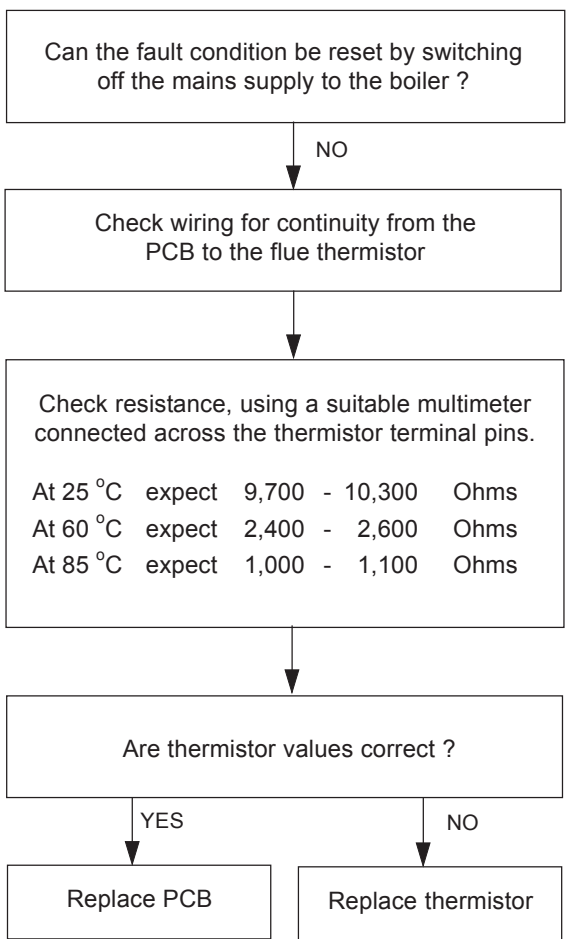 Can the fault condition be reset by switching
off the mains supply to the boiler ?
NO
Check wiring for continuity from the
PCB to the flue thermistor
Check resistance, using a suitable multimeter
connected across the thermistor terminal pins.
At 25 °C expect 9,700 - 10,300 Ohms
At 60 °C expect 2,400 - 2,600 Ohms
At 85 °C expect 1,000 - 1,100 Ohms
Are thermistor values correct ?
YES
NO
Replace PCB
Replace thermistor